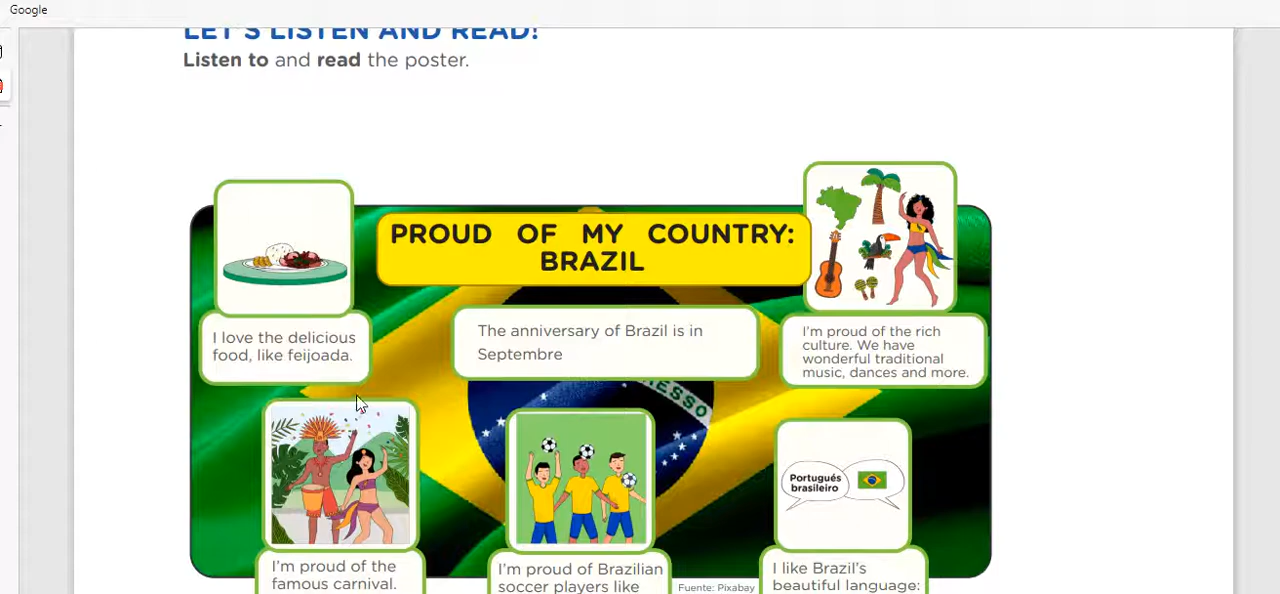 Google
LET'S LISTEN AND READ!
Listen to and read the poster.
PROUD OF MY COUNTRY:
BRAZIL
I love the delicious
food, like feijoada.
The anniversary of Brazil is in
Septembre
I'm proud of the rich
culture. We have
wonderful traditional
music, dances and more.
RESSO
Portugués
brasileiro
I'm proud of the
famous carnival.
I'm proud of Brazilian
soccer players like
Fuente: Pixabay
I like Brazil's
beautiful language: